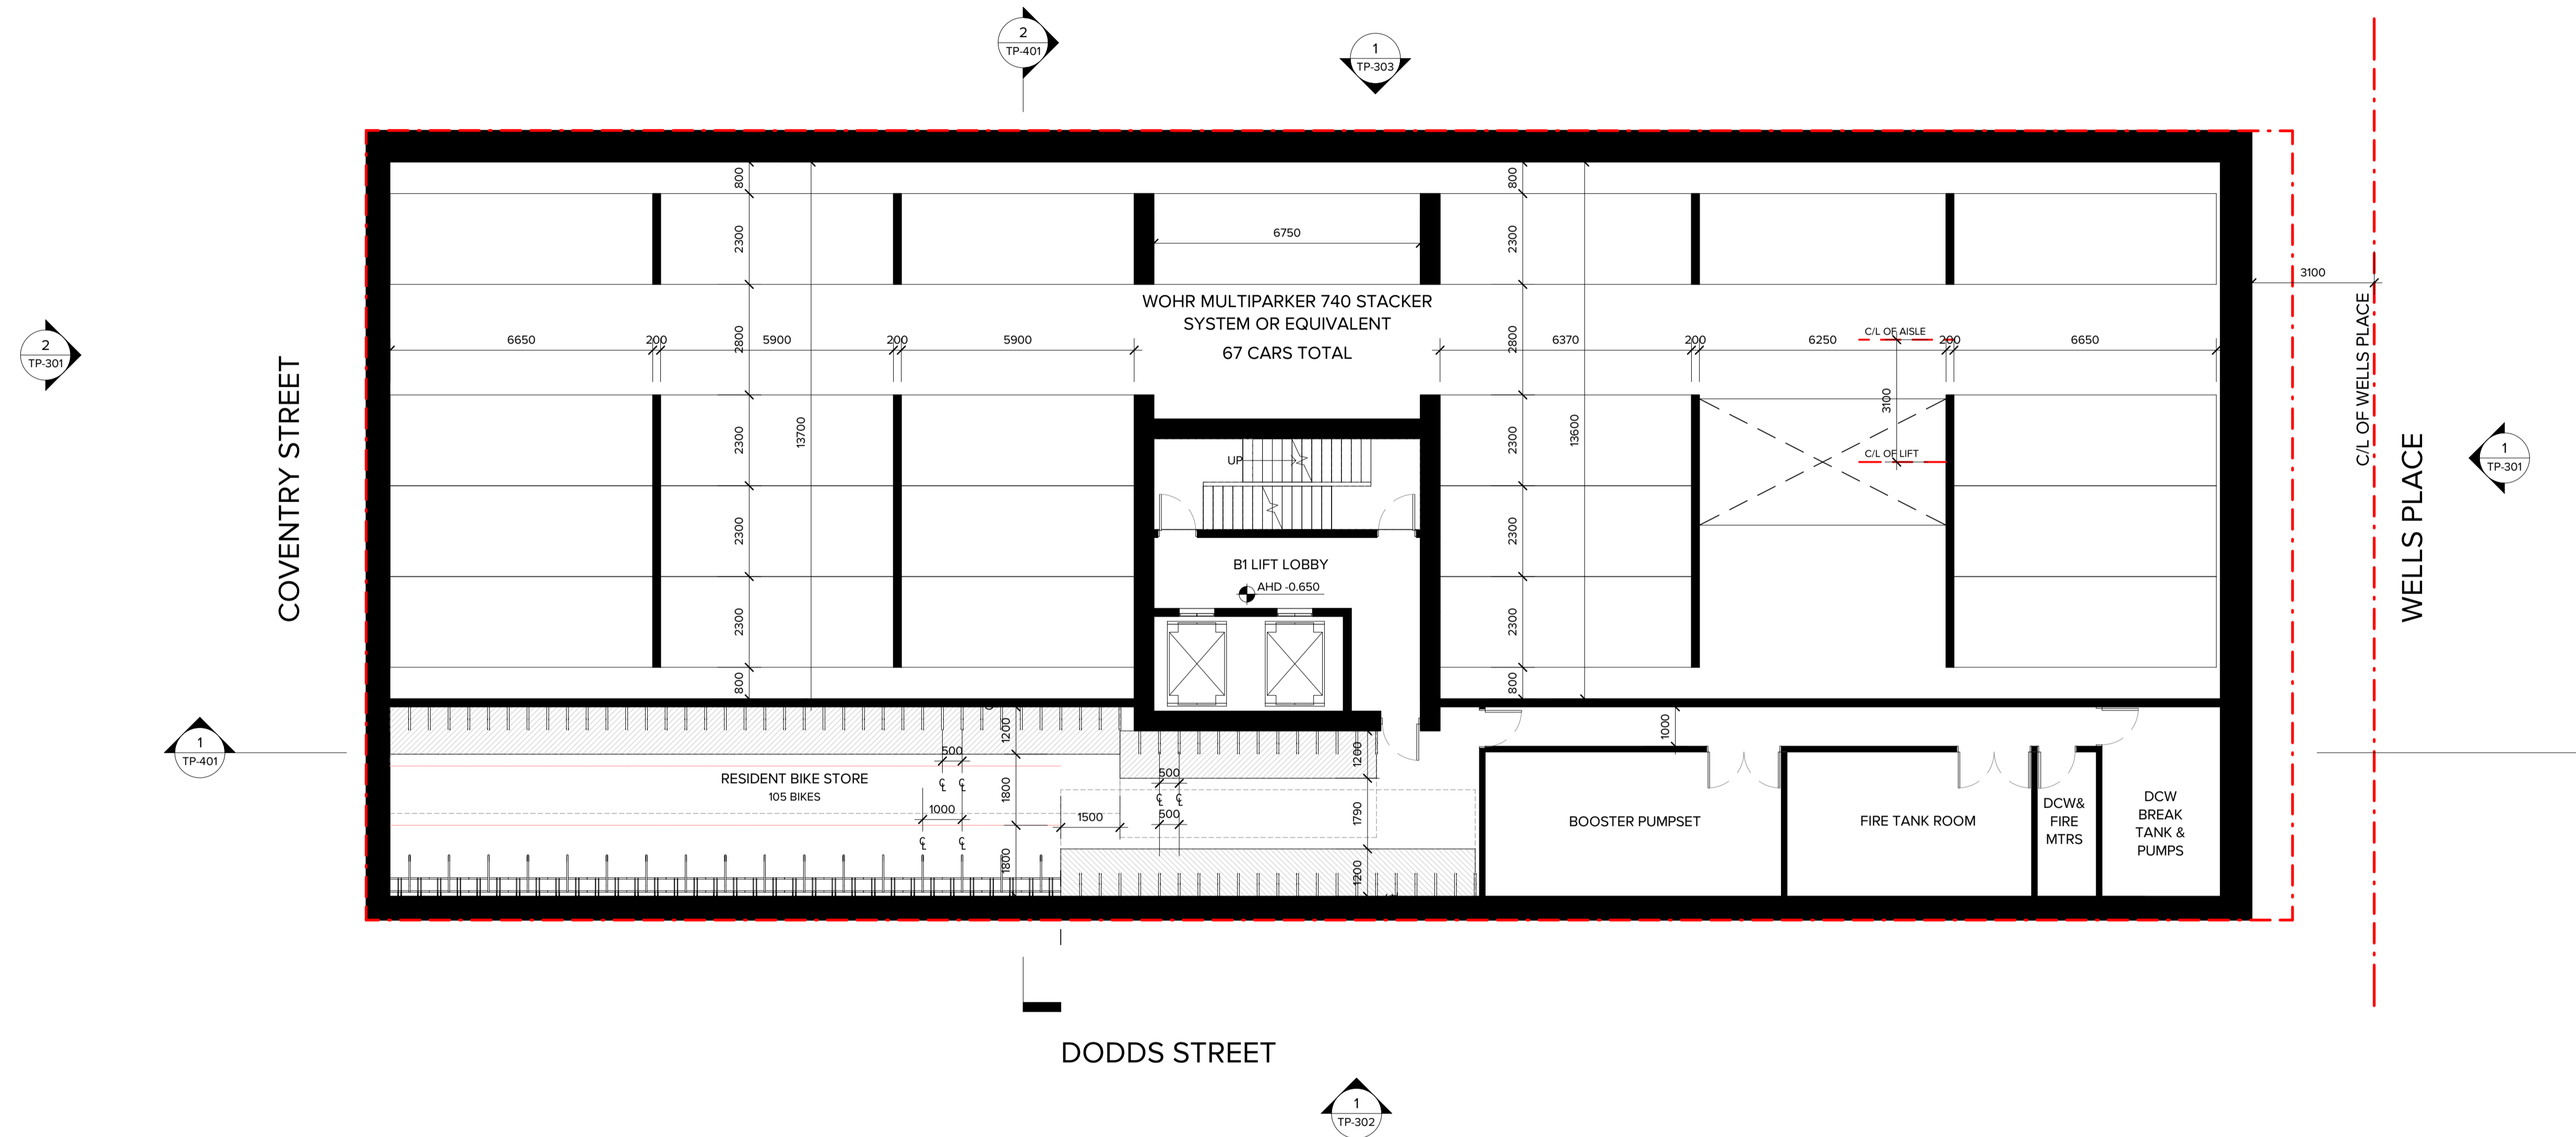 2
TP-401
1
TP-303
800
800
2300
6750
2300
3100
WOHR MULTIPARKER 740 STACKER
SYSTEM OR EQUIVALENT
67 CARS TOTAL
2
TP-301
6650
200
2800
5900
200
5900
2800
6370
200
6250
C/L OF AISLE
200
6650
C/L OF WELLS PLACE
COVENTRY STREET
2300
13700
2300
13600
3100
C/L OF LIFT
UP
WELLS PLACE
1
TP-301
2300
2300
B1 LIFT LOBBY
AHD -0.650
2300
2300
800
800
1
TP-401
1200
500
1200
1000
RESIDENT BIKE STORE
105 BIKES
500
1800
1000
1500
500
1790
1800
1200
BOOSTER PUMPSET
FIRE TANK ROOM
DCW&
FIRE
MTRS
DCW
BREAK
TANK &
PUMPS
DODDS STREET
1
TP-302